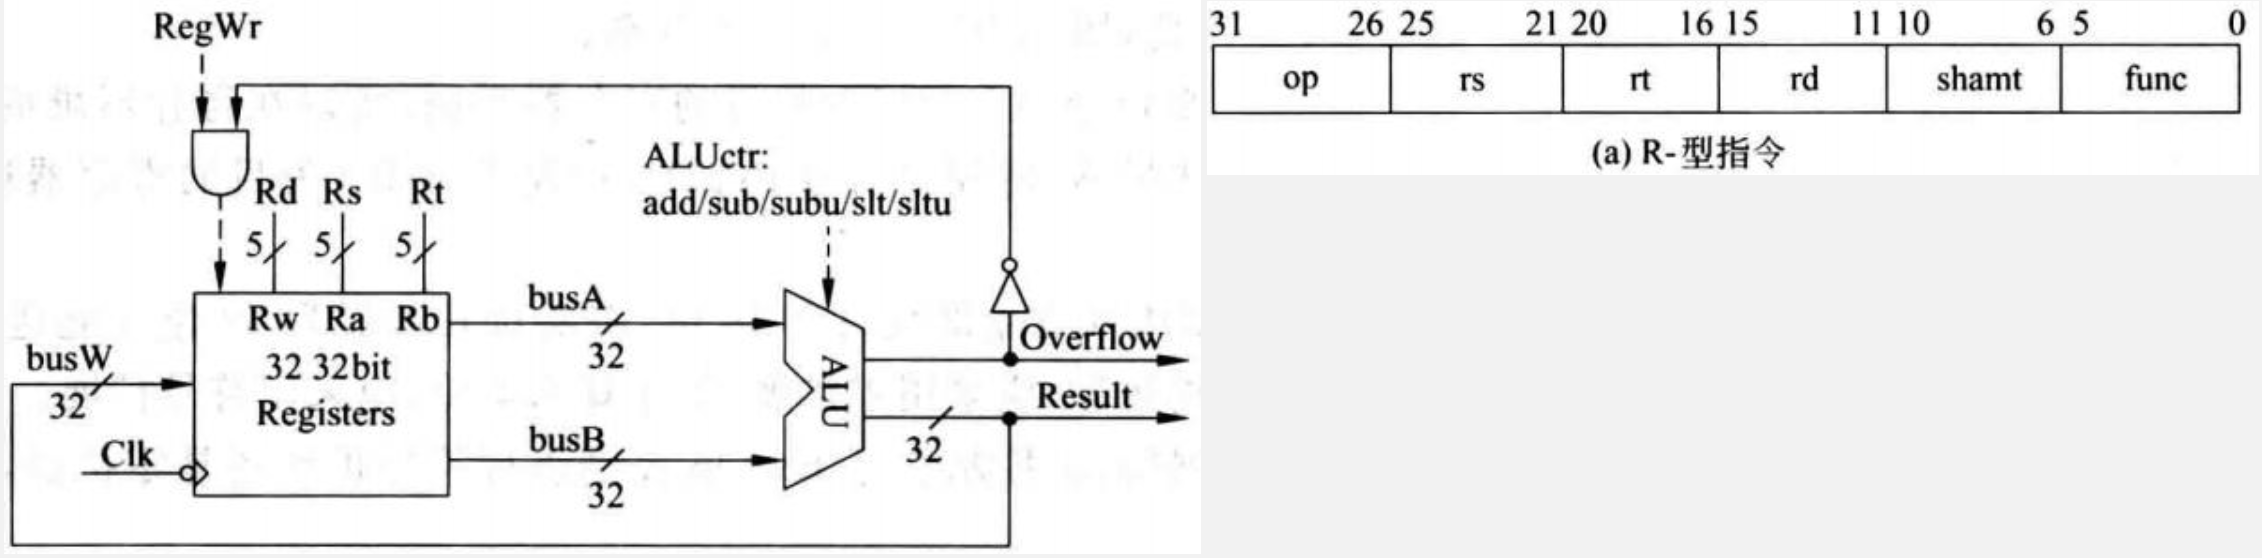 RegWr
ALUctr:
add/sub/subu/slt/sltu
Rd Rs Rt
5 5 5
Rw Ra Rb
32 32bit
Registers
busW
32
Clk
busA
32
busB
32
ALU
Overflow
Result
32
31 26 25 21 20 16 15 11 10 6 5 0
op rs rt rd shamt func
(a) R-型指令